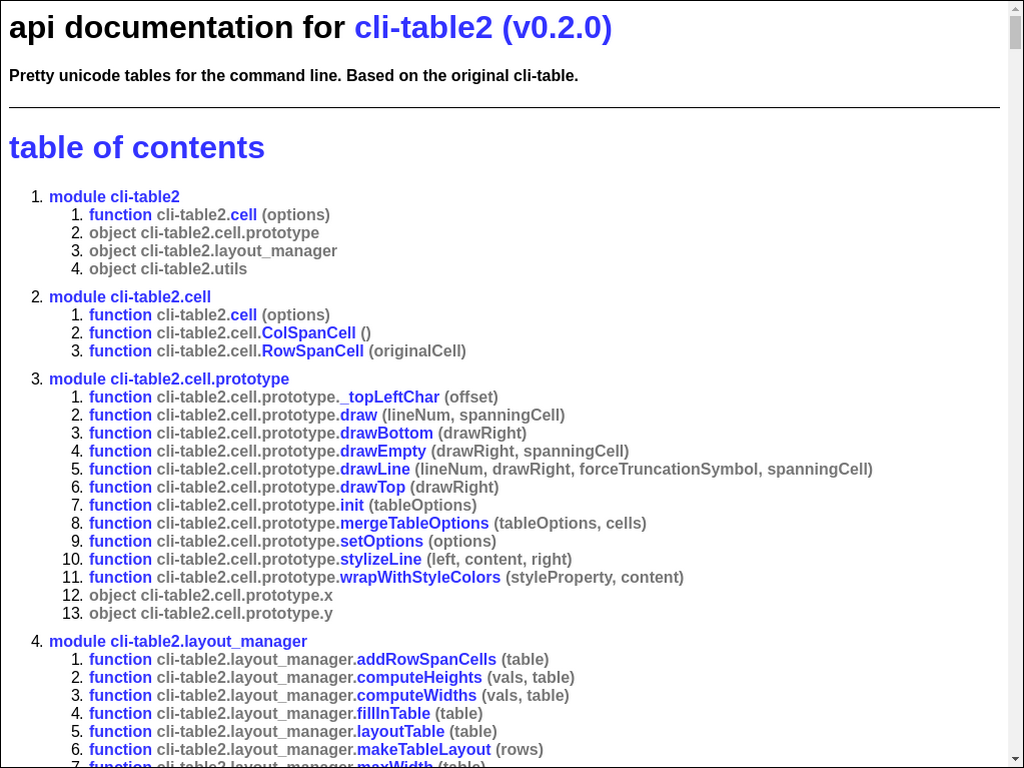 api documentation for cli-table2 (v0.2.0)
Pretty unicode tables for the command line. Based on the original cli-table.
table of contents
1. module cli-table2
1. function cli-table2.cell (options)
2. object cli-table2.cell.prototype
3. object cli-table2.layout_manager
4. object cli-table2.utils
2. module cli-table2.cell
1. function cli-table2.cell (options)
2. function cli-table2.cell.ColSpanCell ()
3. function cli-table2.cell.RowSpanCell (originalCell)
3. module cli-table2.cell.prototype
1. function cli-table2.cell.prototype._topLeftChar (offset)
2. function cli-table2.cell.prototype.draw (lineNum, spanningCell)
3. function cli-table2.cell.prototype.drawBottom (drawRight)
4. function cli-table2.cell.prototype.drawEmpty (drawRight, spanningCell)
5. function cli-table2.cell.prototype.drawLine (lineNum, drawRight, forceTruncationSymbol, spanningCell)
6. function cli-table2.cell.prototype.drawTop (drawRight)
7. function cli-table2.cell.prototype.init (tableOptions)
8. function cli-table2.cell.prototype.mergeTableOptions (tableOptions, cells)
9. function cli-table2.cell.prototype.setOptions (options)
10. function cli-table2.cell.prototype.stylizeLine (left, content, right)
11. function cli-table2.cell.prototype.wrapWithStyleColors (styleProperty, content)
12. object cli-table2.cell.prototype.x
13. object cli-table2.cell.prototype.y
4. module cli-table2.layout_manager
1. function cli-table2.layout_manager.addRowSpanCells (table)
2. function cli-table2.layout_manager.computeHeights (vals, table)
3. function cli-table2.layout_manager.computeWidths (vals, table)
4. function cli-table2.layout_manager.fillInTable (table)
5. function cli-table2.layout_manager.layoutTable (table)
6. function cli-table2.layout_manager.makeTableLayout (rows)
7. function cli-table2.layout_manager.maxWidth (table)